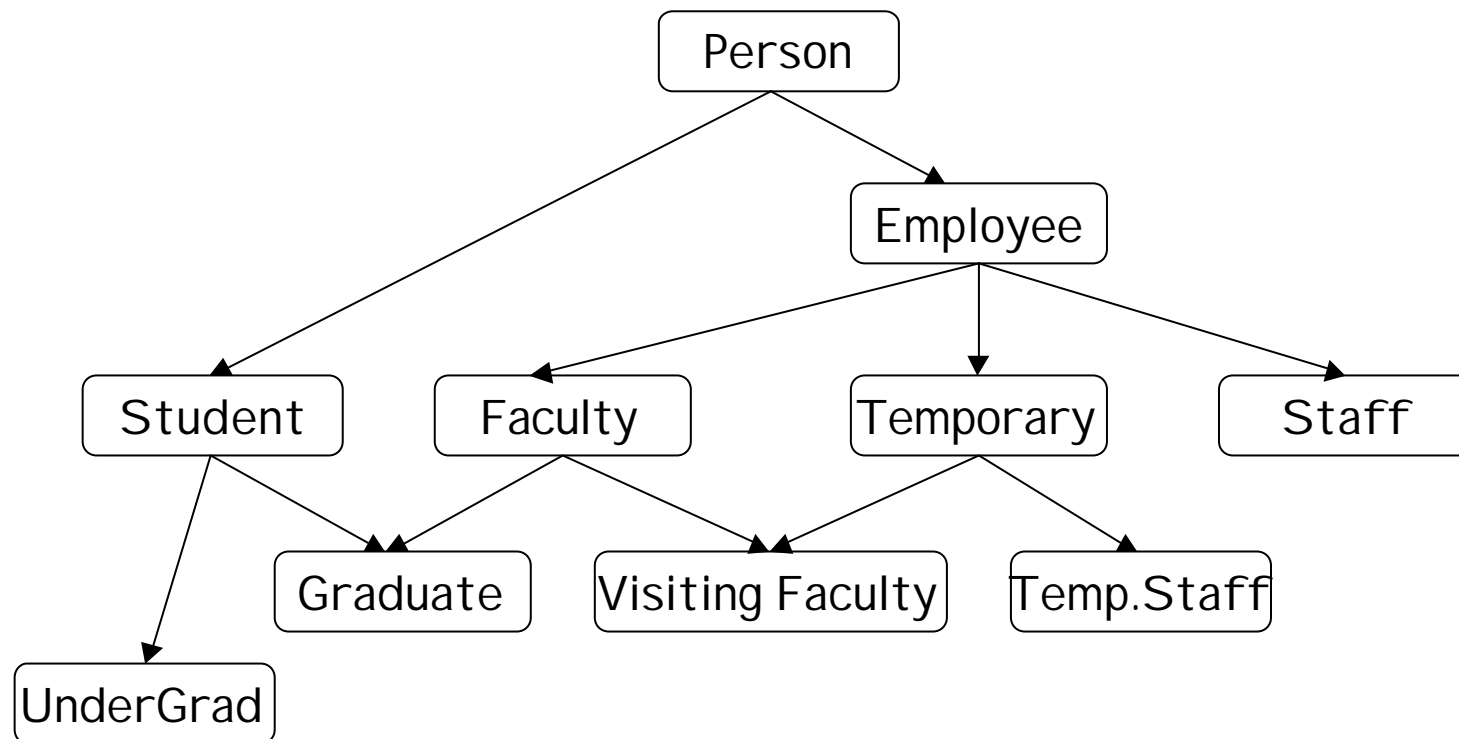 Person
Employee
Student
Faculty
Temporary
Staff
Graduate
Visiting Faculty
Temp.Staff
UnderGrad